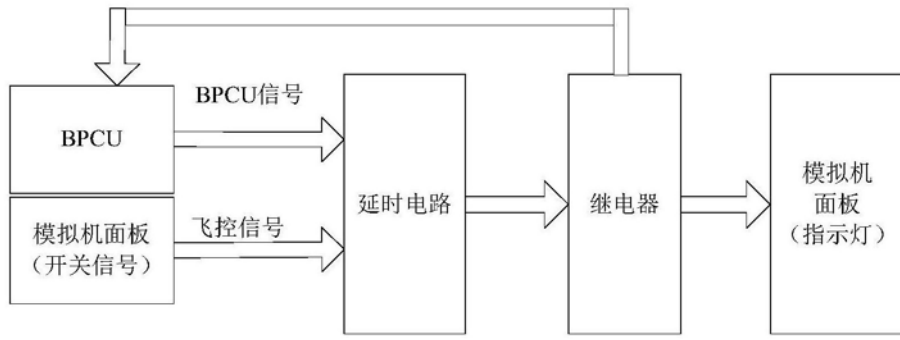 BPCU信号
BPCU
延时电路
继电器
模拟机
面板
（指示灯）
飞控信号
模拟机面板
（开关信号）